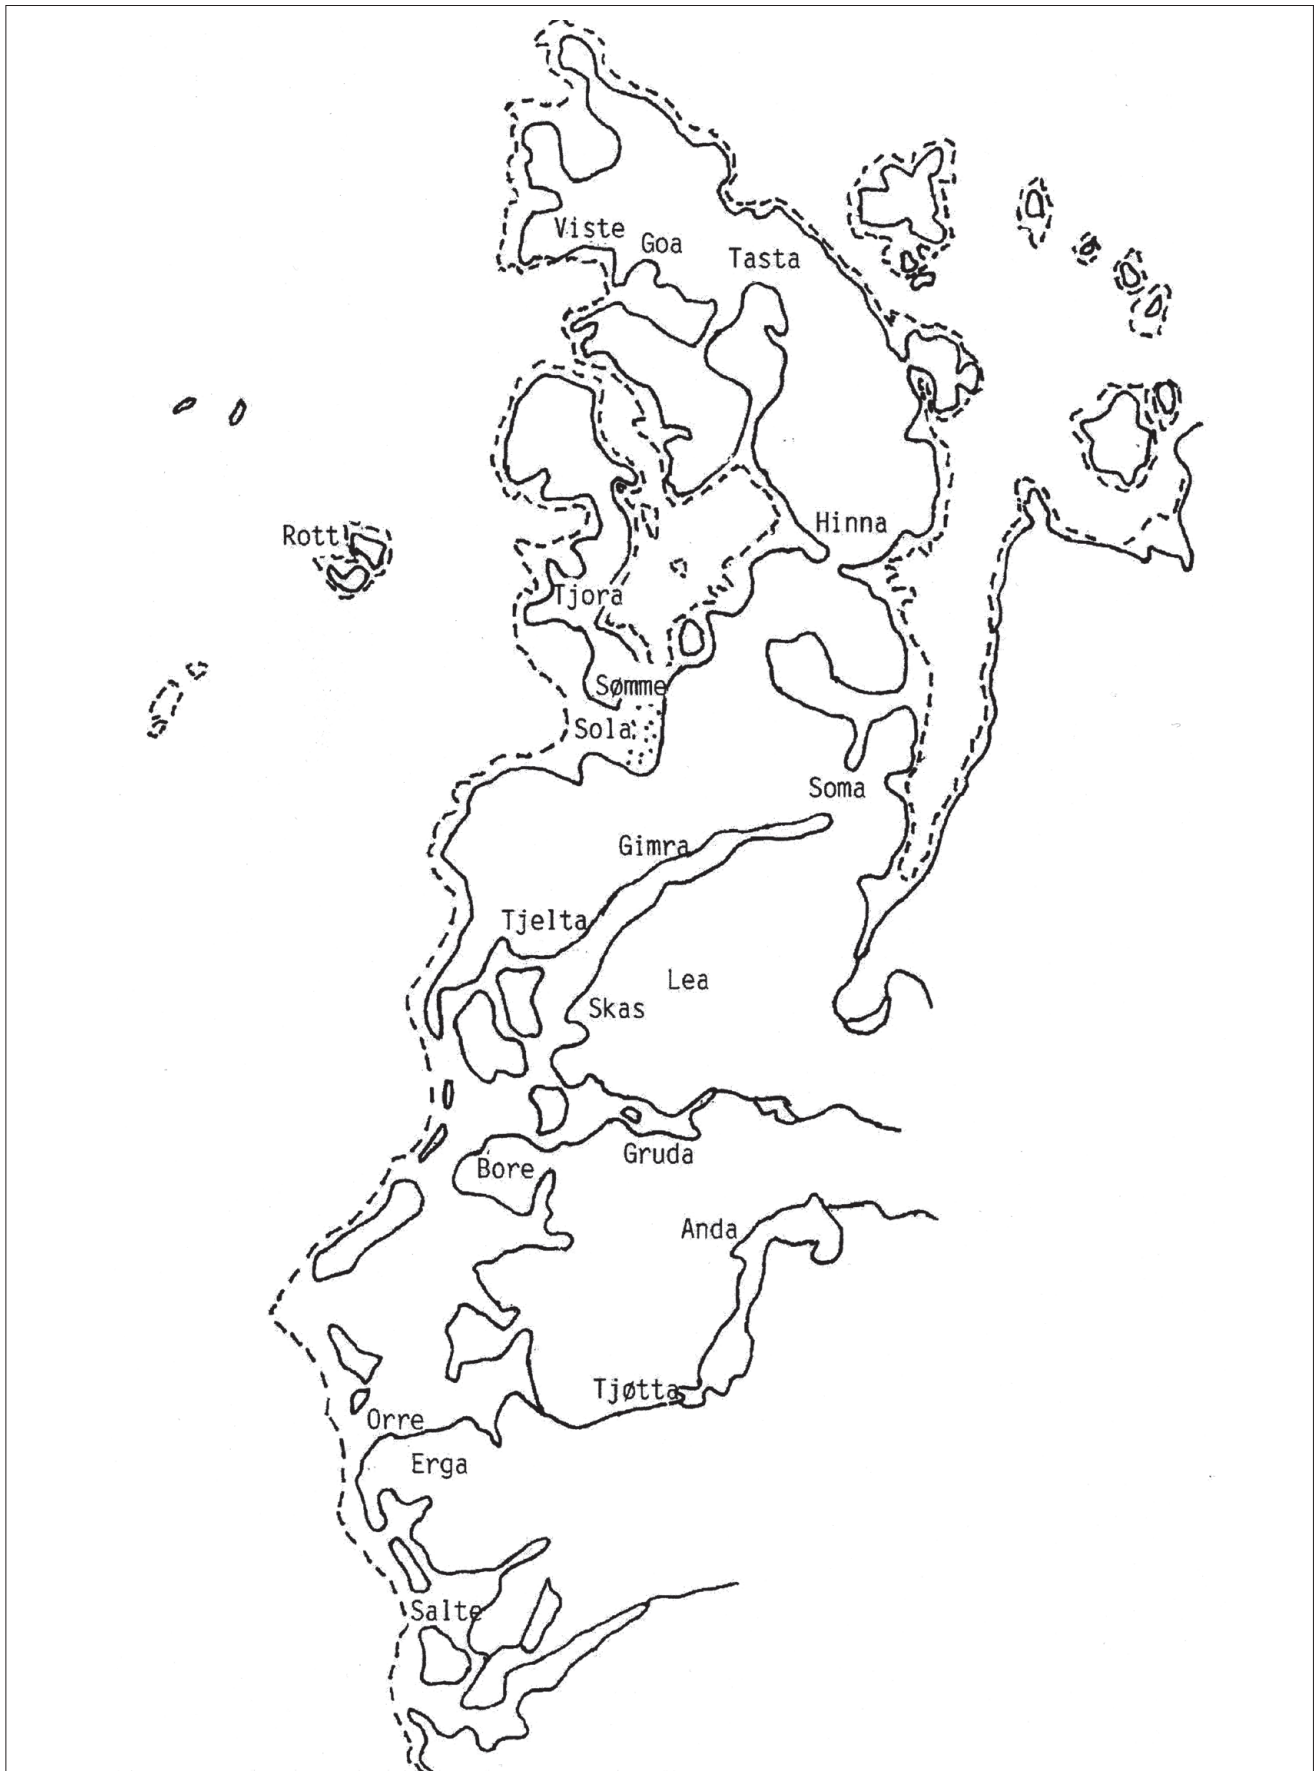 Viste
Goa
Tasta
Rott
Hinna
Tjora
Sømme
Sola
Soma
Gimra
Tjelta
Lea
Skas
Gruda
Bore
Anda
Tjøtta
Orre
Erga
Salte